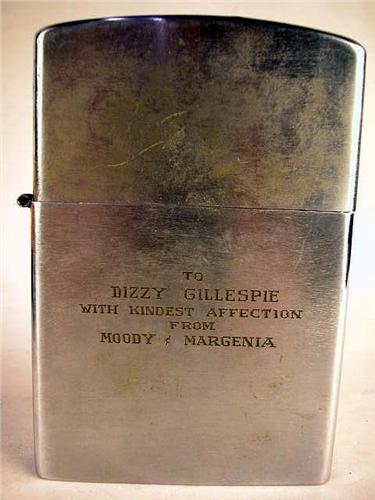 TO
DIZZY GILLESPIE
WITH KINDEST AFFECTION
FROM
MOODY & MARGENIA